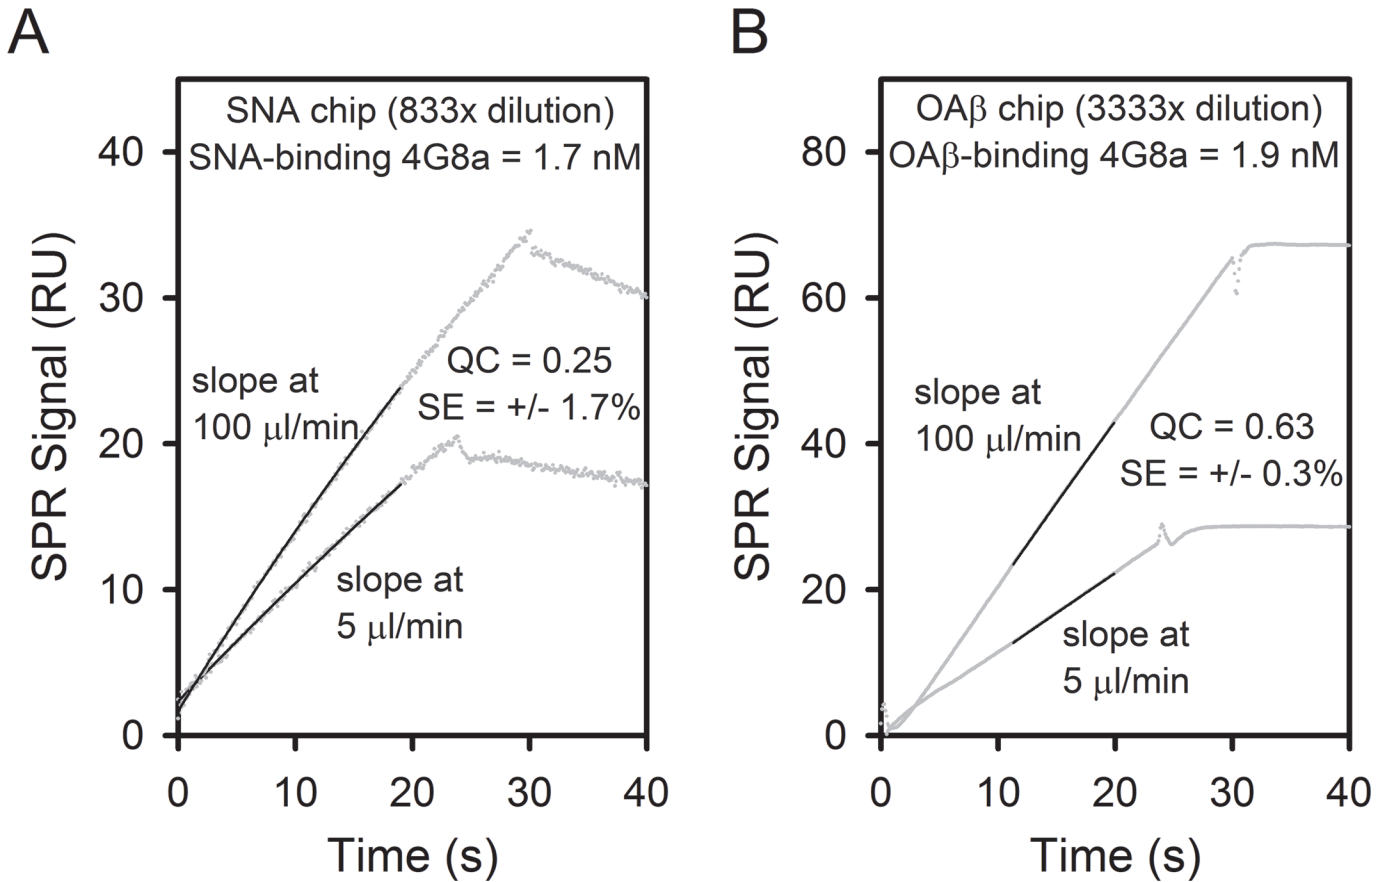 A
SNA chip (833x dilution)
SNA-binding 4G8a = 1.7 nM
SPR Signal (RU)
40
30
20
10
0
slope at
100 µl/min
QC = 0.25
SE = +/- 1.7%
slope at
5 µl/min
0 10 20 30 40
Time (s)
B
OAβ chip (3333x dilution)
OAβ-binding 4G8a = 1.9 nM
SPR Signal (RU)
80
60
40
20
0
slope at
100 µl/min
QC = 0.63
SE = +/- 0.3%
slope at
5 µl/min
0 10 20 30 40
Time (s)